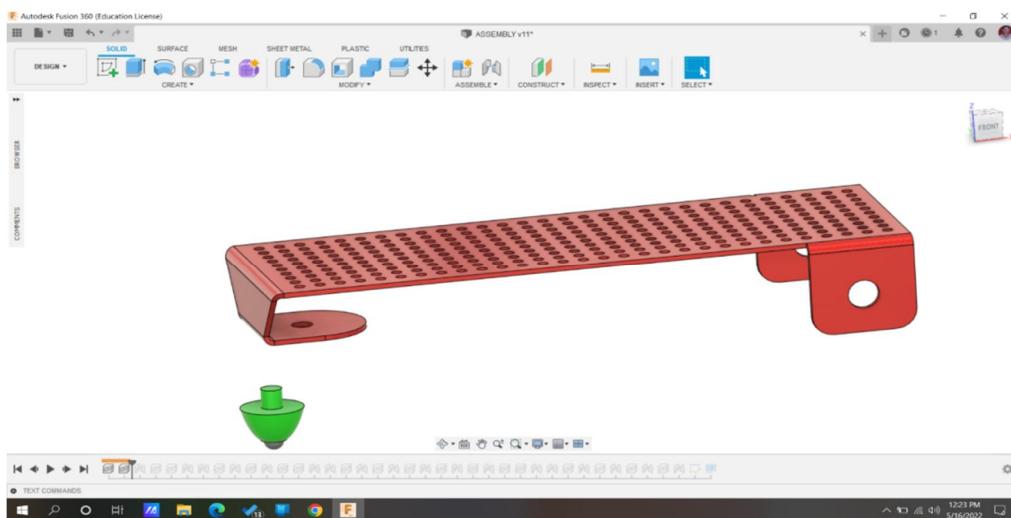 Autodesk Fusion 360 (Education License)
ASSEMBLY v11*
1
SOLID SURFACE MESH SHEET METAL PLASTIC UTILITIES
DESIGN
CREATE MODIFY ASSEMBLE CONSTRUCT INSPECT INSERT SELECT
BROWSER
COMMENTS
FRONT
TEXT COMMANDS
12:23 PM
5/16/2022